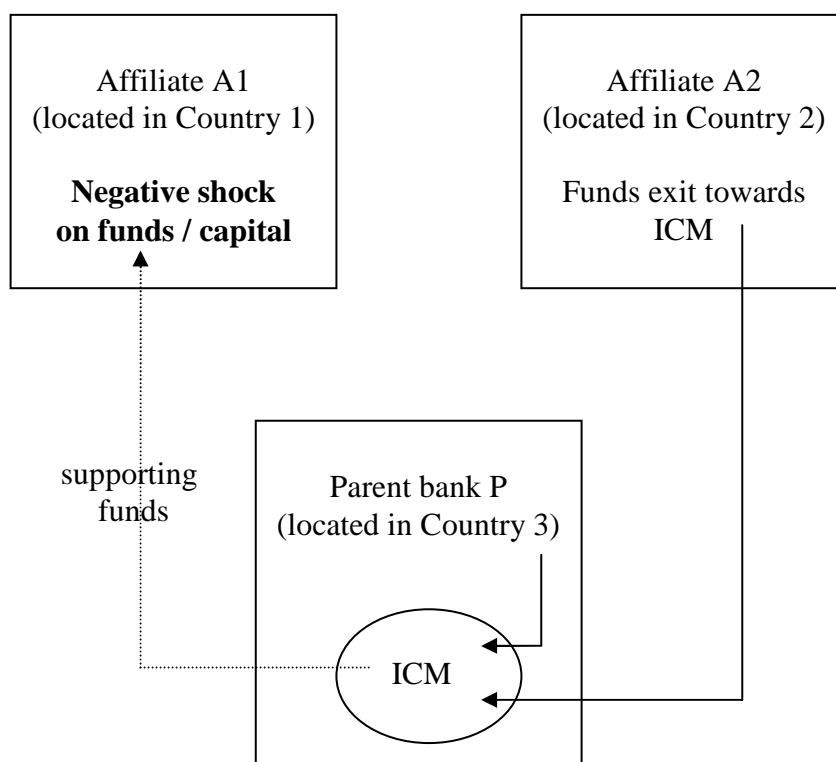 Affiliate A1
(located in Country 1)
Negative shock
on funds / capital
Affiliate A2
(located in Country 2)
Funds exit towards
ICM
supporting
funds
Parent bank P
(located in Country 3)
ICM